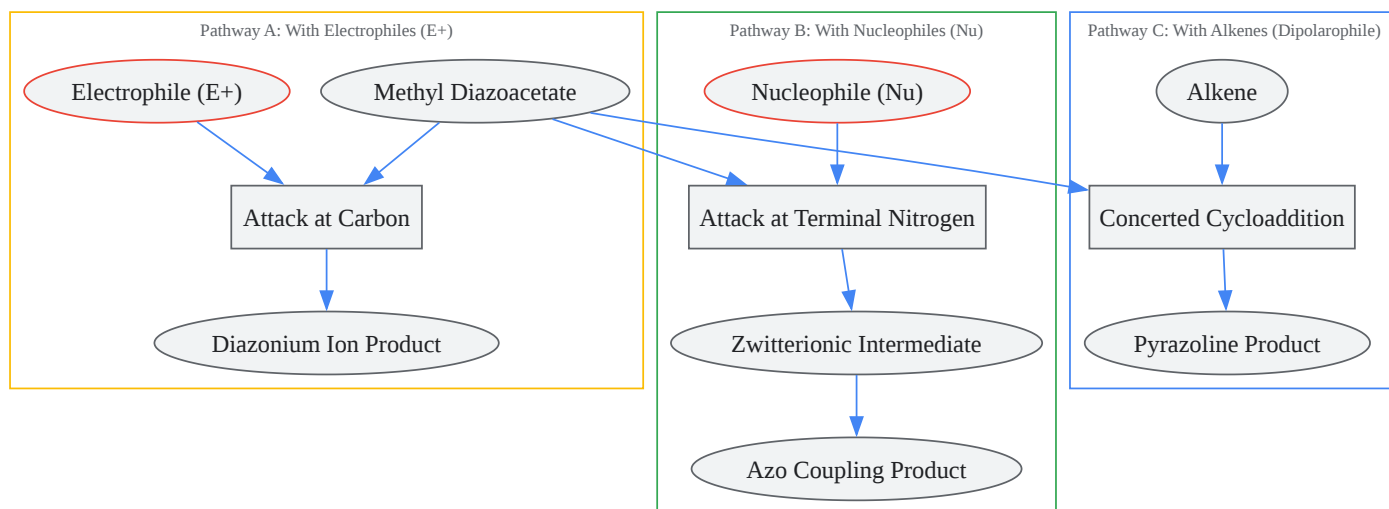 Pathway A: With Electrophiles (E+)
Electrophile (E+)
Methyl Diazoacetate
Attack at Carbon
Diazonium Ion Product
Pathway B: With Nucleophiles (Nu)
Nucleophile (Nu)
Attack at Terminal Nitrogen
Zwitterionic Intermediate
Azo Coupling Product
Pathway C: With Alkenes (Dipolarophile)
Alkene
Concerted Cycloaddition
Pyrazoline Product